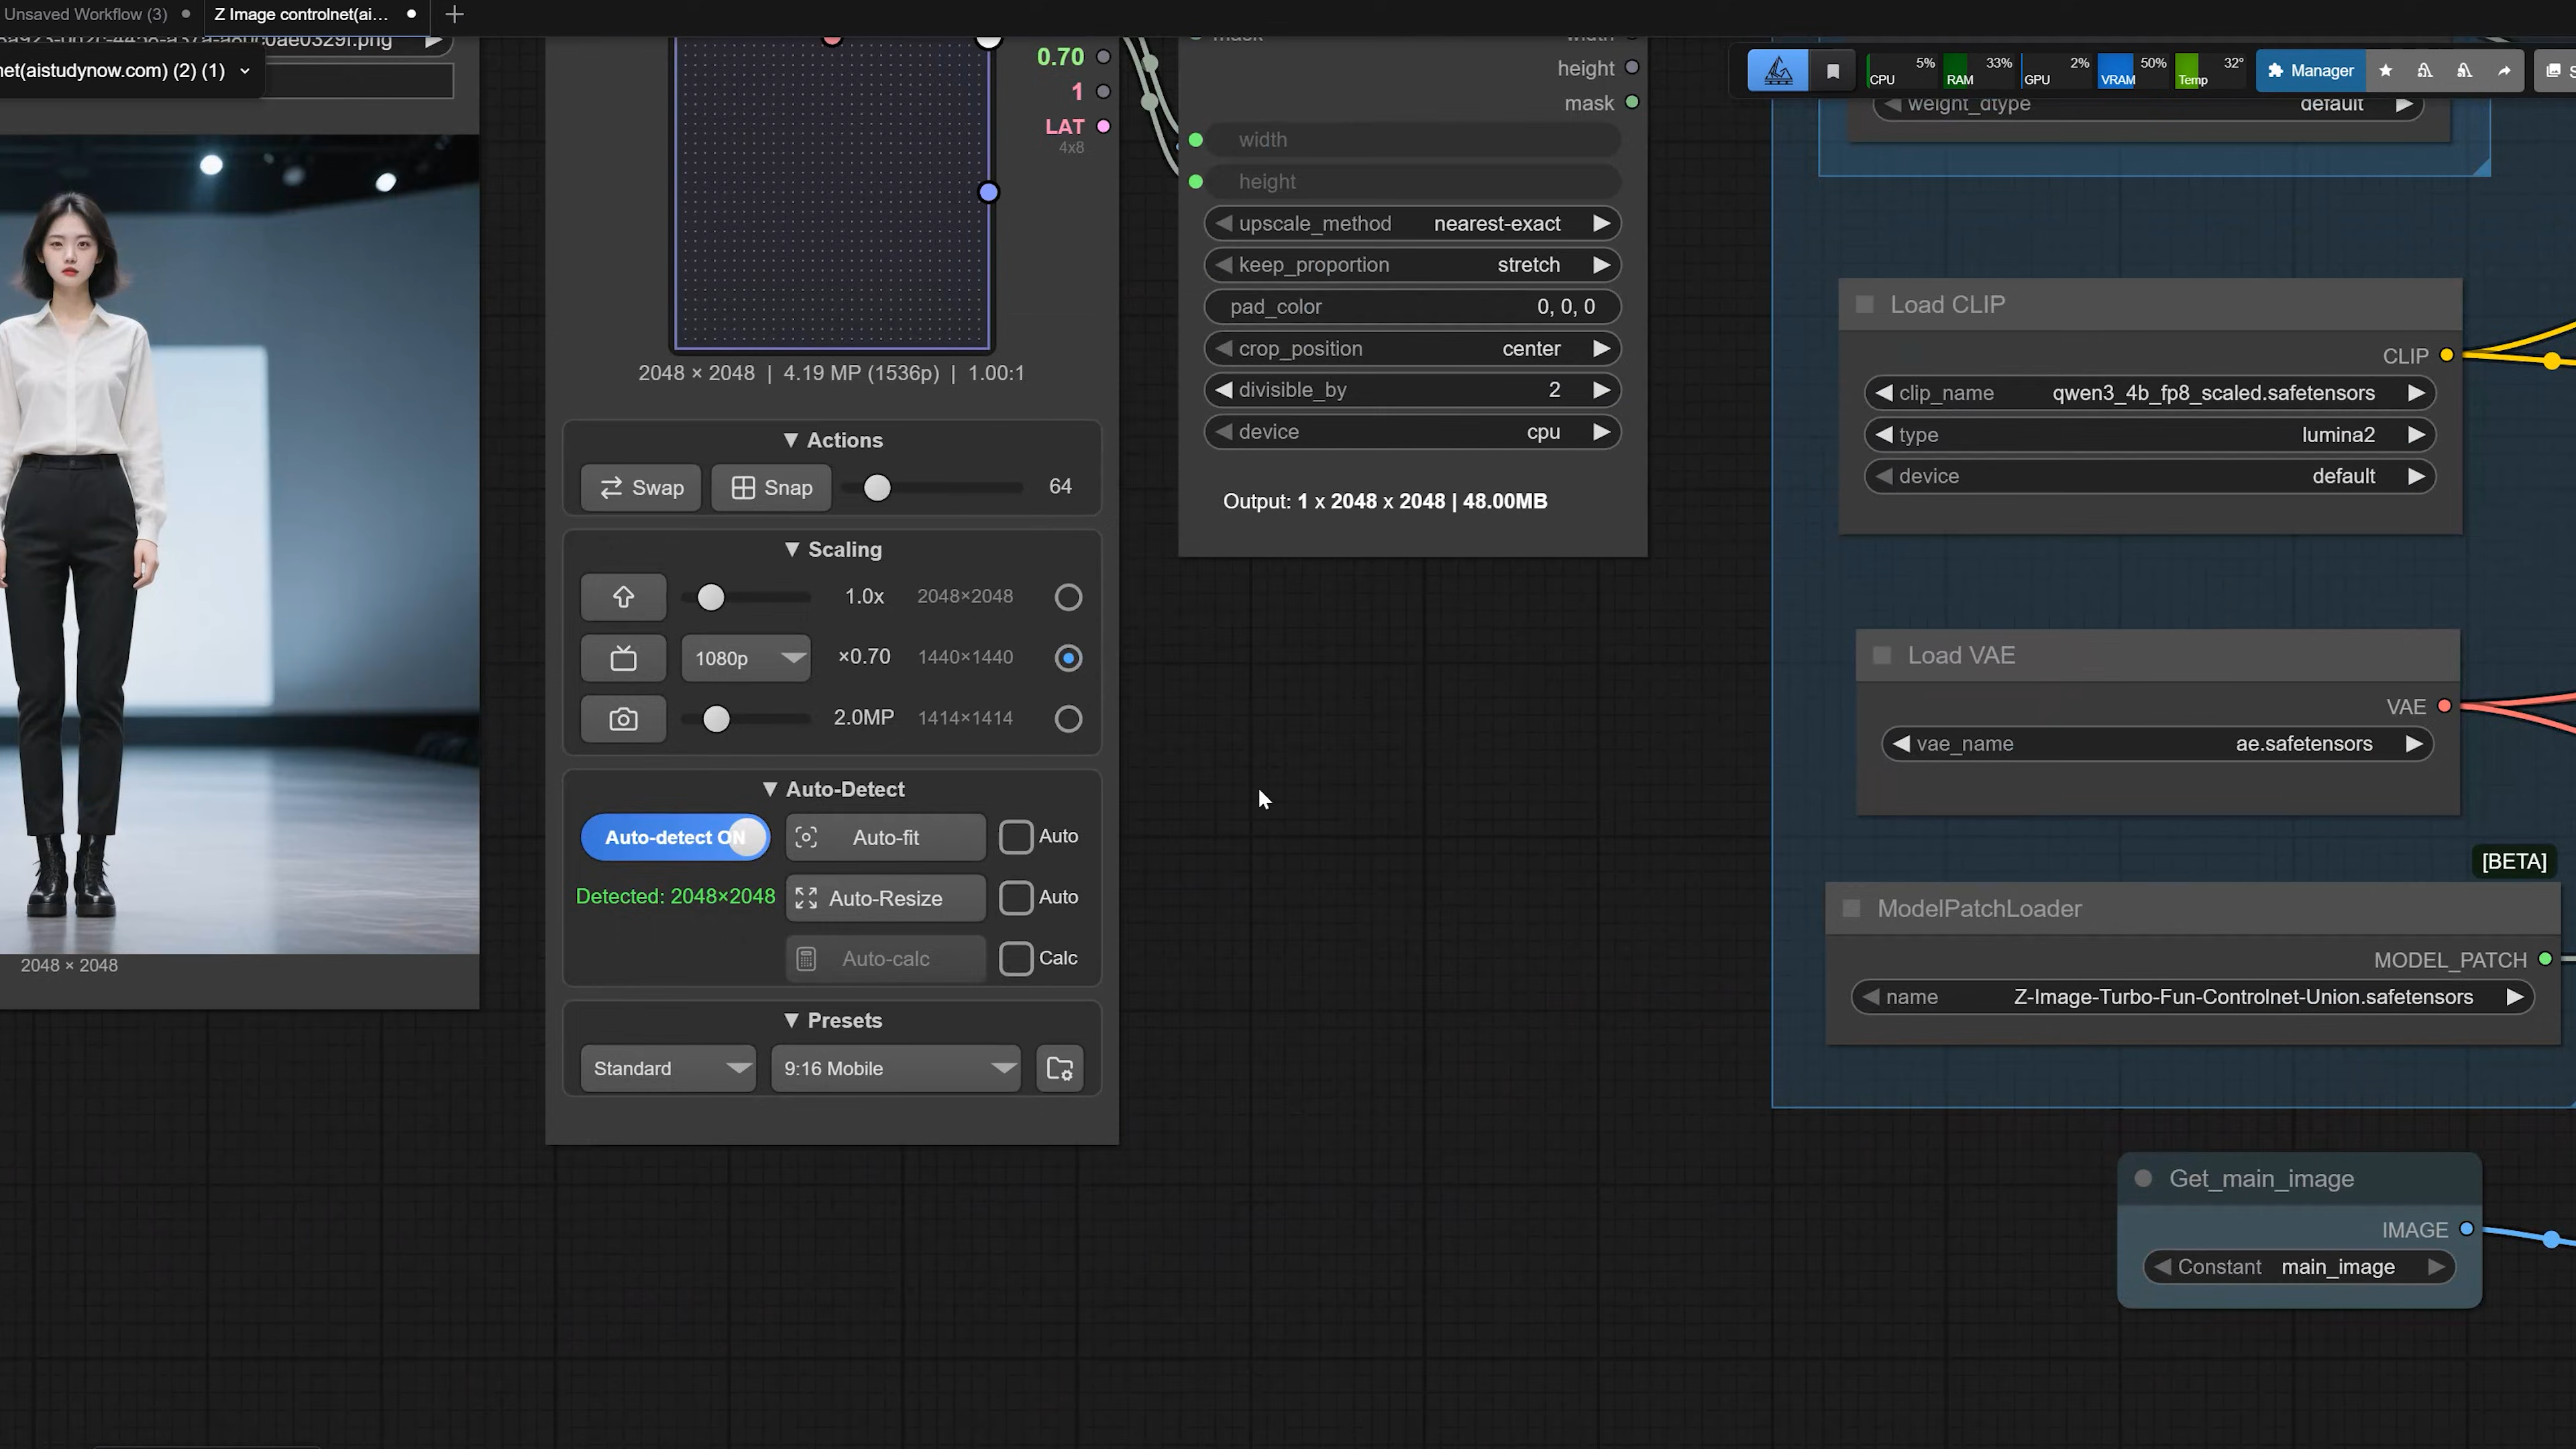 Unsaved Workflow (3)
Z Image controlnet(ai…
net(aistudynow.com) (2) (1)
0.70
1
LAT
4x8
width
height
mask
width
height
upscale_method nearest-exact
keep_proportion stretch
pad_color 0, 0, 0
crop_position center
divisible_by 2
device cpu
Output: 1 x 2048 x 2048 | 48.00MB
CPU 5%
RAM 33%
GPU 2%
VRAM 50%
Temp 32°
Manager
weight_dtype default
Load CLIP
CLIP
clip_name qwen3_4b_fp8_scaled.safetensors
type lumina2
device default
Load VAE
VAE
vae_name ae.safetensors
[BETA]
ModelPatchLoader
MODEL_PATCH
name Z-Image-Turbo-Fun-Controlnet-Union.safetensors
Get_main_image
IMAGE
Constant main_image
2048 × 2048 | 4.19 MP (1536p) | 1.00:1
▼ Actions
Swap Snap 64
▼ Scaling
1.0x 2048×2048
1080p ×0.70 1440×1440
2.0MP 1414×1414
▼ Auto-Detect
Auto-detect ON Auto-fit Auto
Detected: 2048×2048 Auto-Resize Auto
Auto-calc Calc
▼ Presets
Standard 9:16 Mobile
2048 × 2048